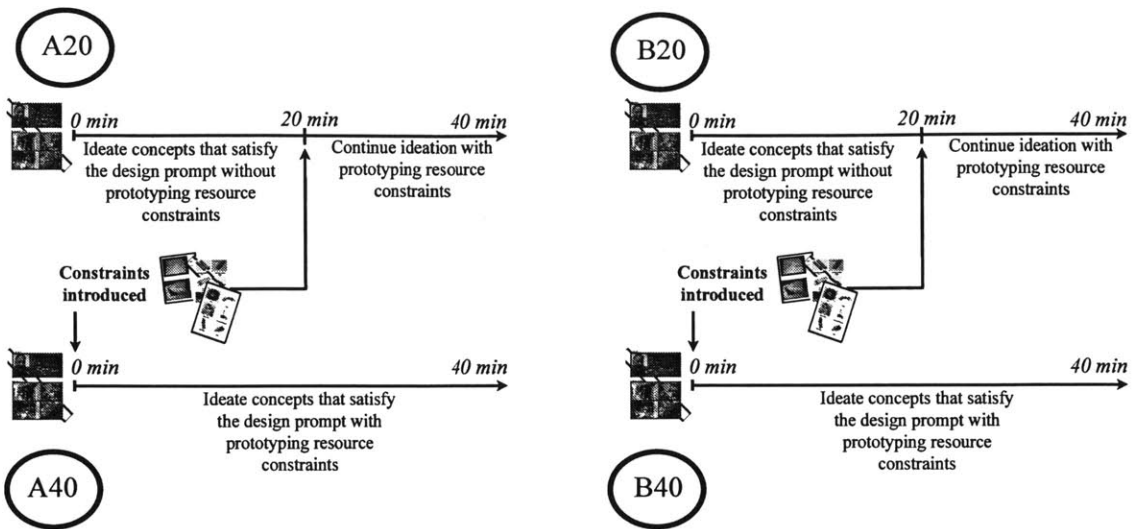 A20
0 min
20 min
40 min
Ideate concepts that satisfy
the design prompt without
prototyping resource
constraints
Continue ideation with
prototyping resource
constraints
Constraints
introduced
0 min
40 min
Ideate concepts that satisfy
the design prompt with
prototyping resource
constraints
A40
B20
0 min
20 min
40 min
Ideate concepts that satisfy
the design prompt without
prototyping resource
constraints
Continue ideation with
prototyping resource
constraints
Constraints
introduced
0 min
40 min
Ideate concepts that satisfy
the design prompt with
prototyping resource
constraints
B40